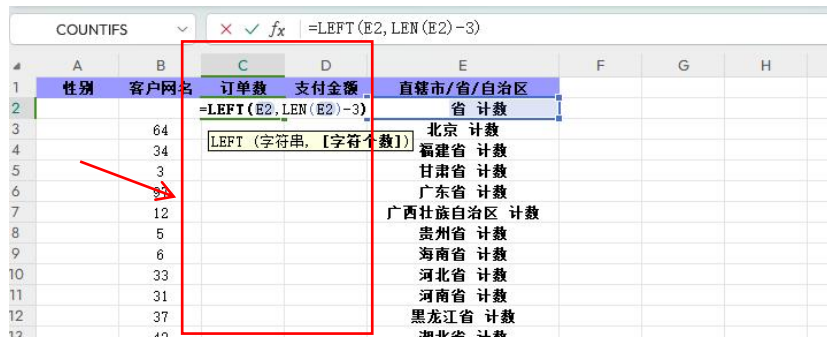 COUNTIFS =LEFT(E2,LEN(E2)-3)
A B C D E F G H
1 性别 客户网名 订单数 支付金额 直辖市/省/自治区
2 =LEFT(E2,LEN(E2)-3) 省 计数
LEFT (字符串, [字符个数])
3 64 北京 计数
4 34 福建省 计数
5 3 甘肃省 计数
6 97 广东省 计数
7 12 广西壮族自治区 计数
8 5 贵州省 计数
9 6 海南省 计数
10 33 河北省 计数
11 31 河南省 计数
12 37 黑龙江省 计数